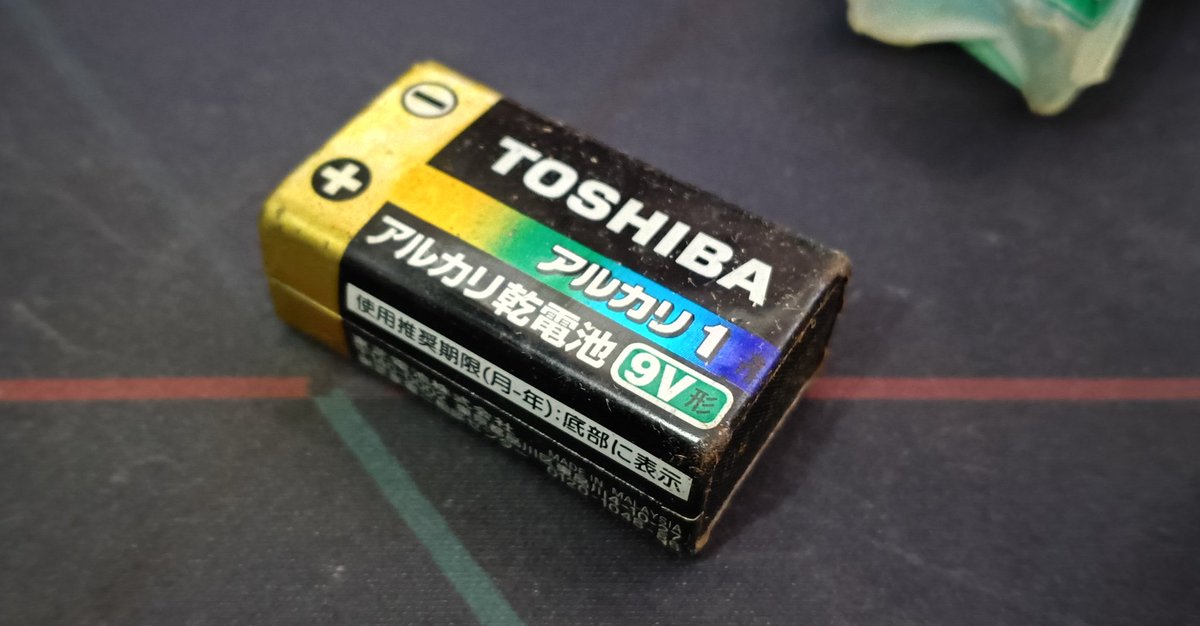 TOSHIBA
アルカリ1
アルカリ乾電池 9V形
使用推奨期限(月-年):底部に表示
MADE IN MALAYSIA